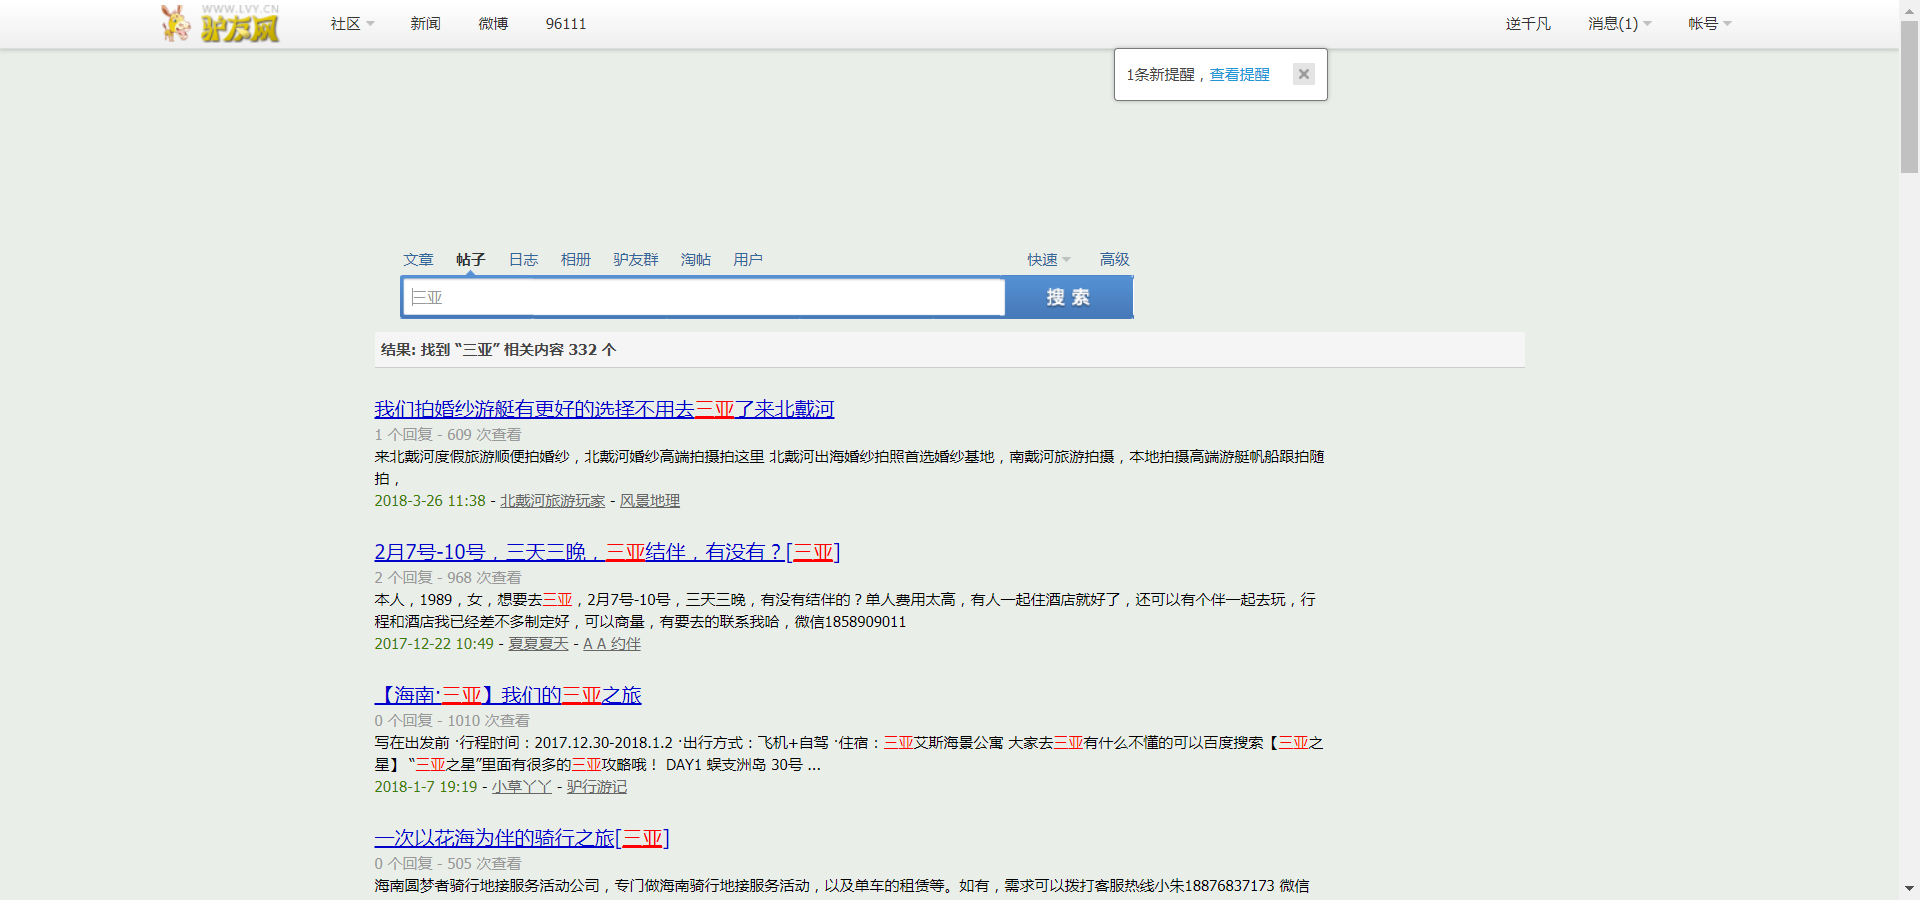 WWW.LVY.CN
驴友网
社区 新闻 微博 96111 逆千凡 消息(1) 帐号
1条新提醒，查看提醒
文章 帖子 日志 相册 驴友群 淘帖 用户 快速 高级
三亚 搜索
结果: 找到 “三亚” 相关内容 332 个
我们拍婚纱游艇有更好的选择不用去三亚了来北戴河
1 个回复 - 609 次查看
来北戴河度假旅游顺便拍婚纱，北戴河婚纱高端拍摄拍这里 北戴河出海婚纱拍照首选婚纱基地，南戴河旅游拍摄，本地拍摄高端游艇帆船跟拍随
拍，
2018-3-26 11:38 - 北戴河旅游玩家 - 风景地理
2月7号-10号，三天三晚，三亚结伴，有没有？[三亚]
2 个回复 - 968 次查看
本人，1989，女，想要去三亚，2月7号-10号，三天三晚，有没有结伴的？单人费用太高，有人一起住酒店就好了，还可以有个伴一起去玩，行
程和酒店我已经差不多制定好，可以商量，有要去的联系我哈，微信1858909011
2017-12-22 10:49 - 夏夏夏天 - A A 约伴
【海南·三亚】我们的三亚之旅
0 个回复 - 1010 次查看
写在出发前 ·行程时间：2017.12.30-2018.1.2 ·出行方式：飞机+自驾 ·住宿：三亚艾斯海景公寓 大家去三亚有什么不懂的可以百度搜索【三亚之
星】 “三亚之星”里面有很多的三亚攻略哦！ DAY1 蜈支洲岛 30号 ...
2018-1-7 19:19 - 小草丫丫 - 驴行游记
一次以花海为伴的骑行之旅[三亚]
0 个回复 - 505 次查看
海南圆梦者骑行地接服务活动公司，专门做海南骑行地接服务活动，以及单车的租赁等。如有，需求可以拨打客服热线小朱18876837173 微信